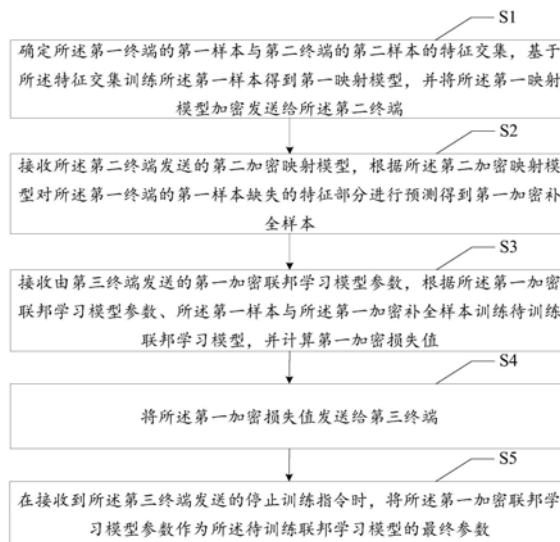 S1
确定所述第一终端的第一样本与第二终端的第二样本的特征交集，基于
所述特征交集训练所述第一样本得到第一映射模型，并将所述第一映射
模型加密发送给所述第二终端
S2
接收所述第二终端发送的第二加密映射模型，根据所述第二加密映射模
型对所述第一终端的第一样本缺失的特征部分进行预测得到第一加密补
全样本
S3
接收由第三终端发送的第一加密联邦学习模型参数，根据所述第一加密
联邦学习模型参数、所述第一样本与所述第一加密补全样本训练待训练
联邦学习模型，并计算第一加密损失值
S4
将所述第一加密损失值发送给第三终端
S5
在接收到所述第三终端发送的停止训练指令时，将所述第一加密联邦学
习模型参数作为所述待训练联邦学习模型的最终参数